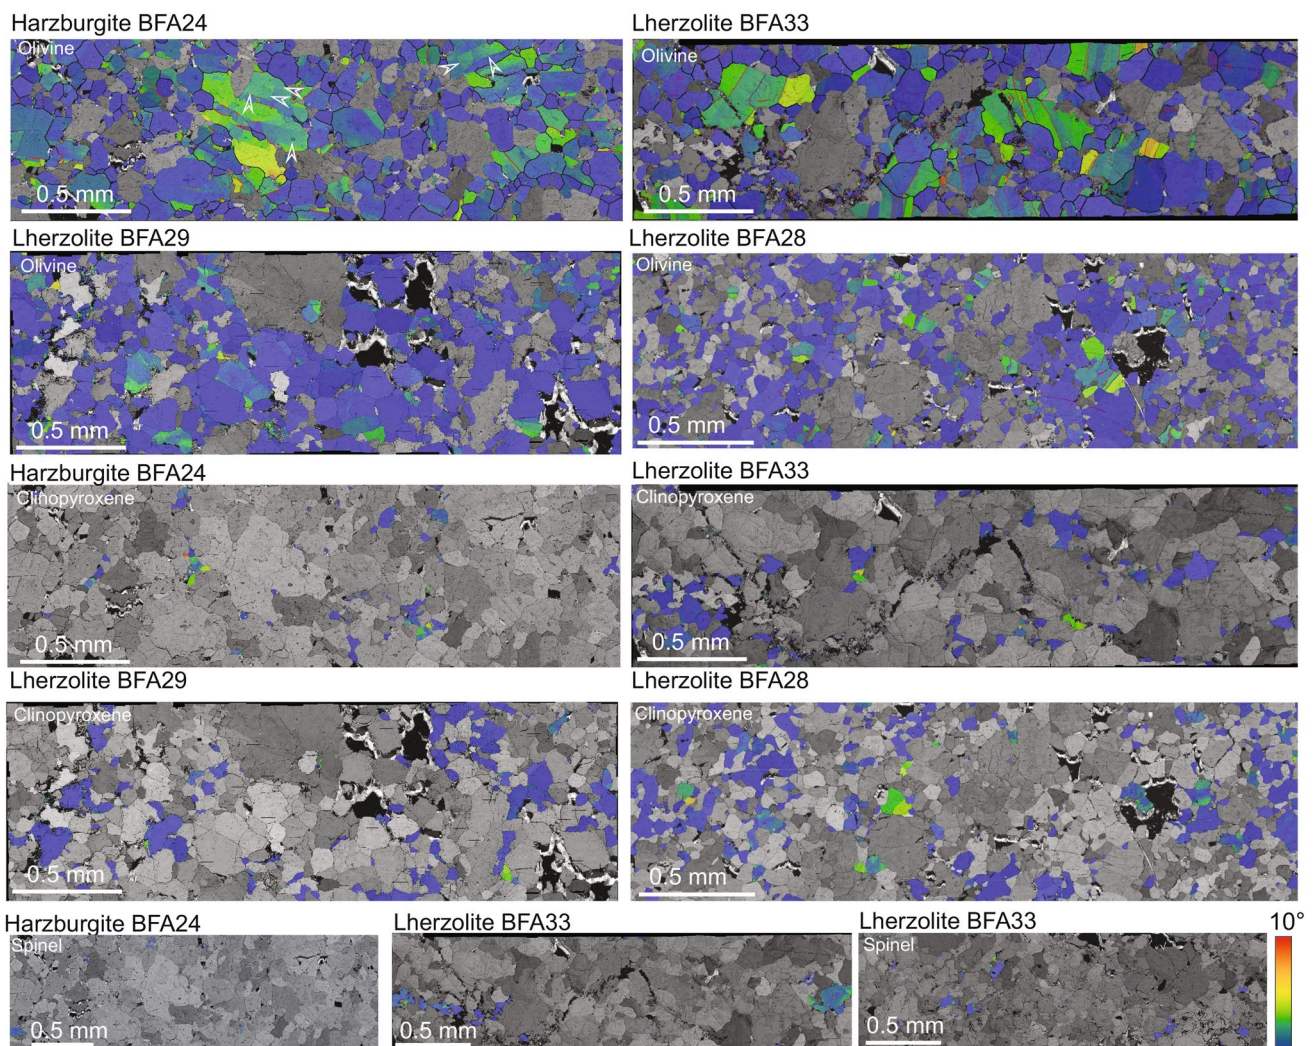 Harzburgite BFA24
Lherzolite BFA33
Olivine
Olivine
0.5 mm
0.5 mm
Lherzolite BFA29
Lherzolite BFA28
Olivine
Olivine
0.5 mm
0.5 mm
Harzburgite BFA24
Lherzolite BFA33
Clinopyroxene
Clinopyroxene
0.5 mm
0.5 mm
Lherzolite BFA29
Lherzolite BFA28
Clinopyroxene
Clinopyroxene
0.5 mm
0.5 mm
Harzburgite BFA24
Lherzolite BFA33
Lherzolite BFA33
10°
Spinel
Spinel
0.5 mm
0.5 mm
0.5 mm